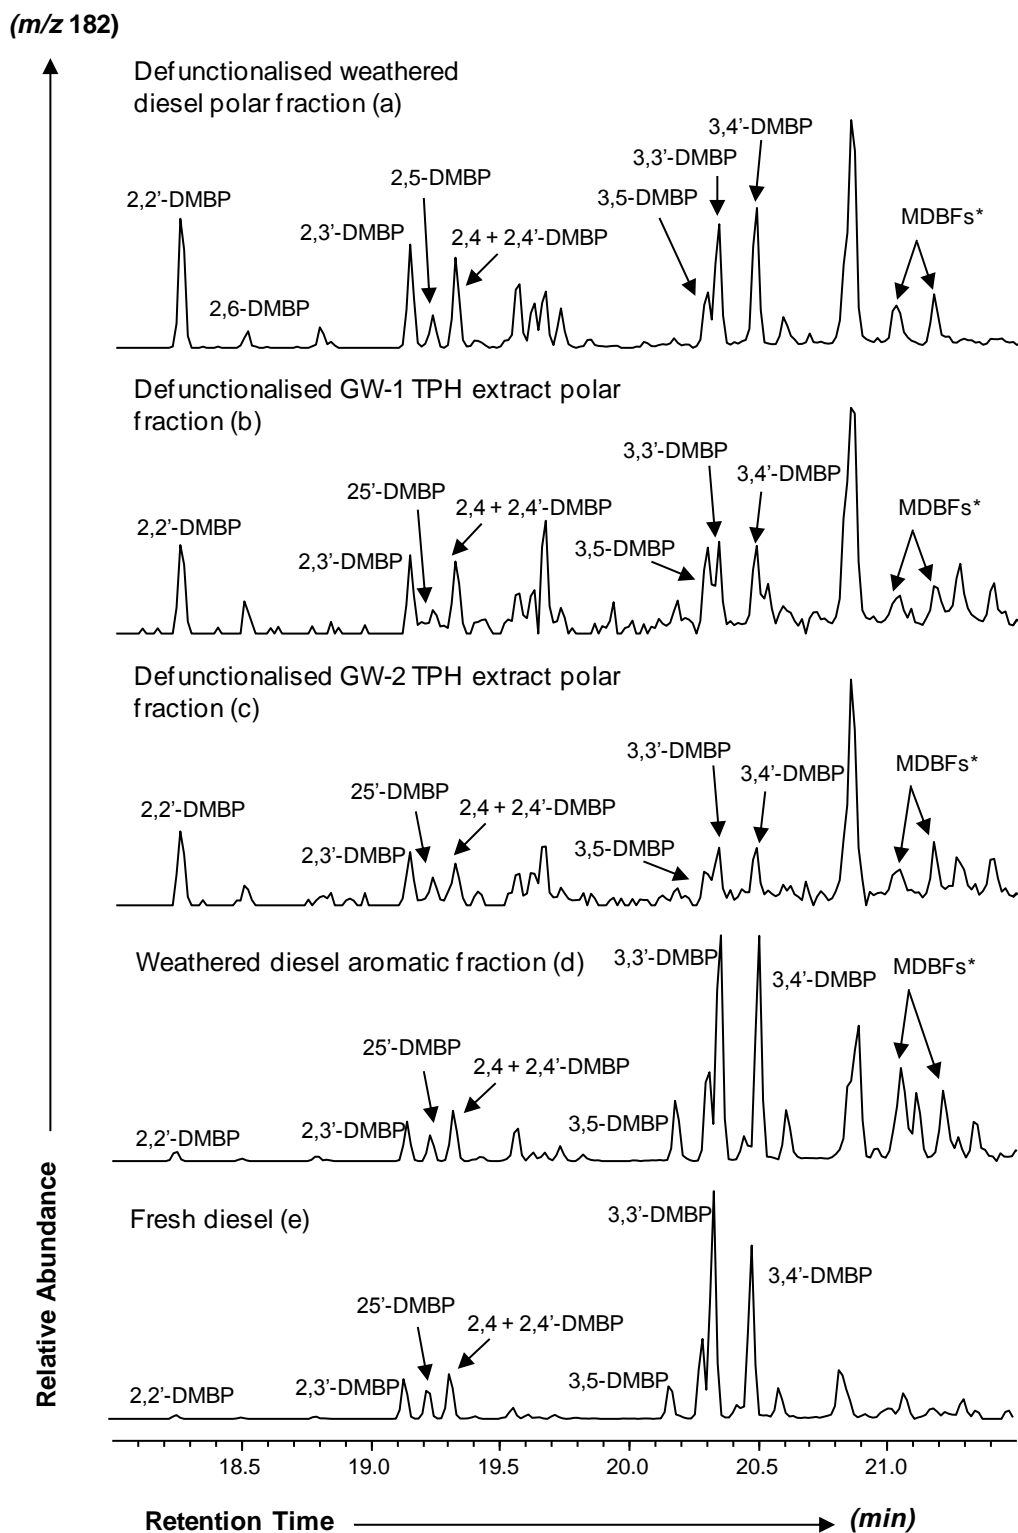 (m/z 182)
Defunctionalised weathered
diesel polar fraction (a)
3,4'-DMBP
3,3'-DMBP
2,5-DMBP
3,5-DMBP
2,2'-DMBP
MDBFs*
2,3'-DMBP
2,4 + 2,4'-DMBP
2,6-DMBP
Defunctionalised GW-1 TPH extract polar
fraction (b)
3,3'-DMBP
3,4'-DMBP
25'-DMBP
2,4 + 2,4'-DMBP
MDBFs*
2,2'-DMBP
3,5-DMBP
2,3'-DMBP
Defunctionalised GW-2 TPH extract polar
fraction (c)
3,3'-DMBP
MDBFs*
3,4'-DMBP
25'-DMBP
2,2'-DMBP
2,4 + 2,4'-DMBP
3,5-DMBP
2,3'-DMBP
Weathered diesel aromatic fraction (d)
3,3'-DMBP
MDBFs*
3,4'-DMBP
25'-DMBP
2,4 + 2,4'-DMBP
3,5-DMBP
2,2'-DMBP
2,3'-DMBP
Fresh diesel (e)
3,3'-DMBP
3,4'-DMBP
25'-DMBP
2,4 + 2,4'-DMBP
3,5-DMBP
2,2'-DMBP
2,3'-DMBP
Relative Abundance
18.5 19.0 19.5 20.0 20.5 21.0
Retention Time (min)